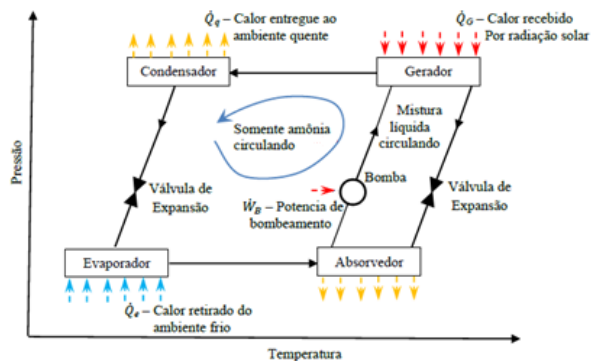 Q̇q – Calor entregue ao
ambiente quente
Q̇G – Calor recebido
Por radiação solar
Condensador
Gerador
Somente amônia
circulando
Mistura
líquida
circulando
Bomba
Válvula de
Expansão
ẆB – Potencia de
bombeamento
Válvula de
Expansão
Evaporador
Absorvedor
Q̇e – Calor retirado do
ambiente frio
Pressão
Temperatura